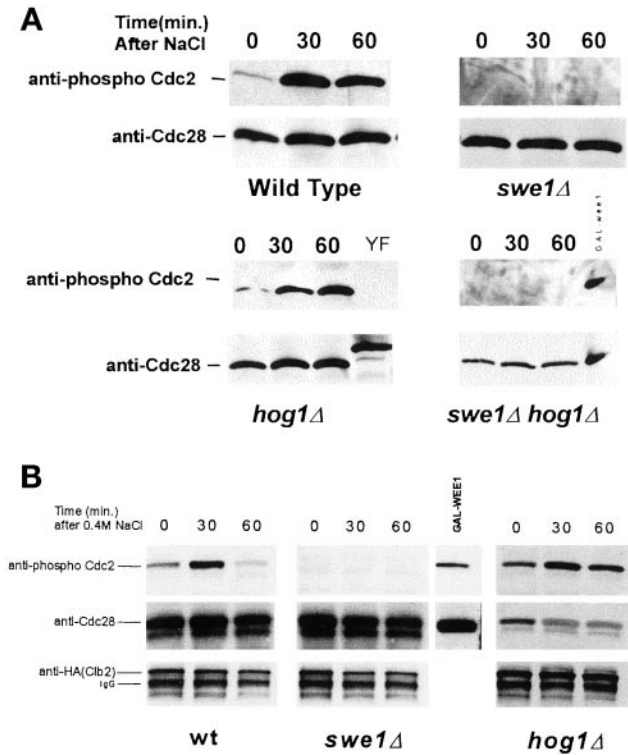 A
Time(min.)
After NaCl
0 30 60
0 30 60
anti-phospho Cdc2
anti-Cdc28
Wild Type
swe1Δ
0 30 60 YF
0 30 60 GAL-wee1
anti-phospho Cdc2
anti-Cdc28
hog1Δ
swe1Δ hog1Δ
B
Time (min.)
after 0.4M NaCl
0 30 60
0 30 60
GAL-WEE1
0 30 60
anti-phospho Cdc2
anti-Cdc28
anti-HA(Clb2)
IgG
wt
swe1Δ
hog1Δ